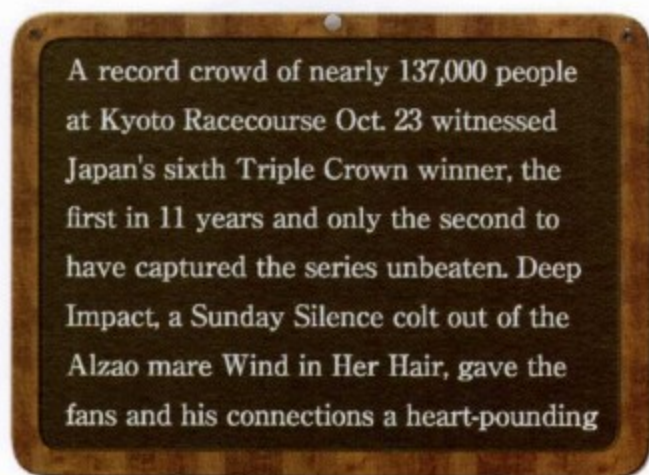 A record crowd of nearly 137,000 people
at Kyoto Racecourse Oct. 23 witnessed
Japan's sixth Triple Crown winner, the
first in 11 years and only the second to
have captured the series unbeaten. Deep
Impact, a Sunday Silence colt out of the
Alzao mare Wind in Her Hair, gave the
fans and his connections a heart-pounding